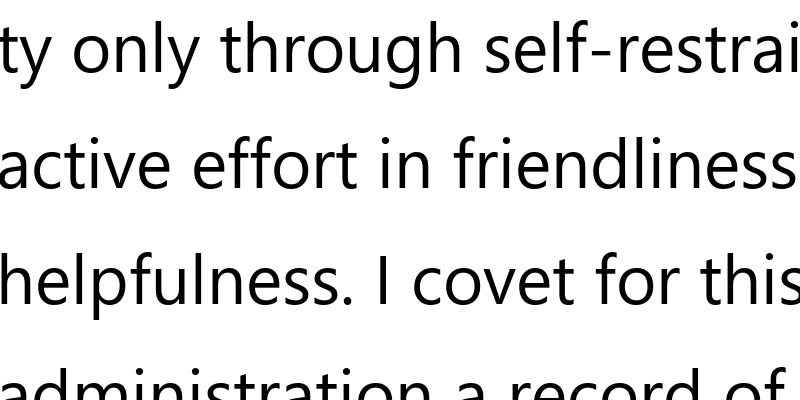 ty only through self-restrai
active effort in friendliness
helpfulness. I covet for this
administration a record of